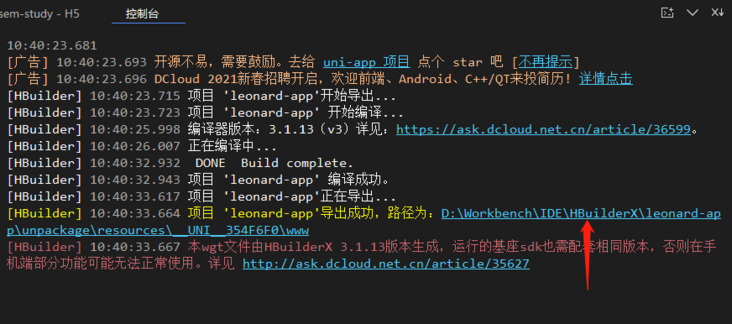 sem-study - H5
控制台
10:40:23.681
[广告] 10:40:23.693 开源不易，需要鼓励。去给 uni-app 项目 点个 star 吧 [不再提示]
[广告] 10:40:23.696 DCloud 2021新春招聘开启，欢迎前端、Android、C++/QT来投简历！详情点击
[HBuilder] 10:40:23.715 项目 'leonard-app'开始导出...
[HBuilder] 10:40:23.723 项目 'leonard-app' 开始编译...
[HBuilder] 10:40:25.998 编译器版本：3.1.13（v3）详见：https://ask.dcloud.net.cn/article/36599。
[HBuilder] 10:40:26.007 正在编译中...
[HBuilder] 10:40:32.932  DONE  Build complete.
[HBuilder] 10:40:32.943 项目 'leonard-app' 编译成功。
[HBuilder] 10:40:33.617 项目 'leonard-app'正在导出...
[HBuilder] 10:40:33.664 项目 'leonard-app'导出成功，路径为：D:\Workbench\IDE\HBuilderX\leonard-ap
p\unpackage\resources\__UNI__354F6F0\www
[HBuilder] 10:40:33.667 本wgt文件由HBuilderX 3.1.13版本生成，运行的基座sdk也需配套相同版本，否则在手
机端部分功能可能无法正常使用。详见 http://ask.dcloud.net.cn/article/35627